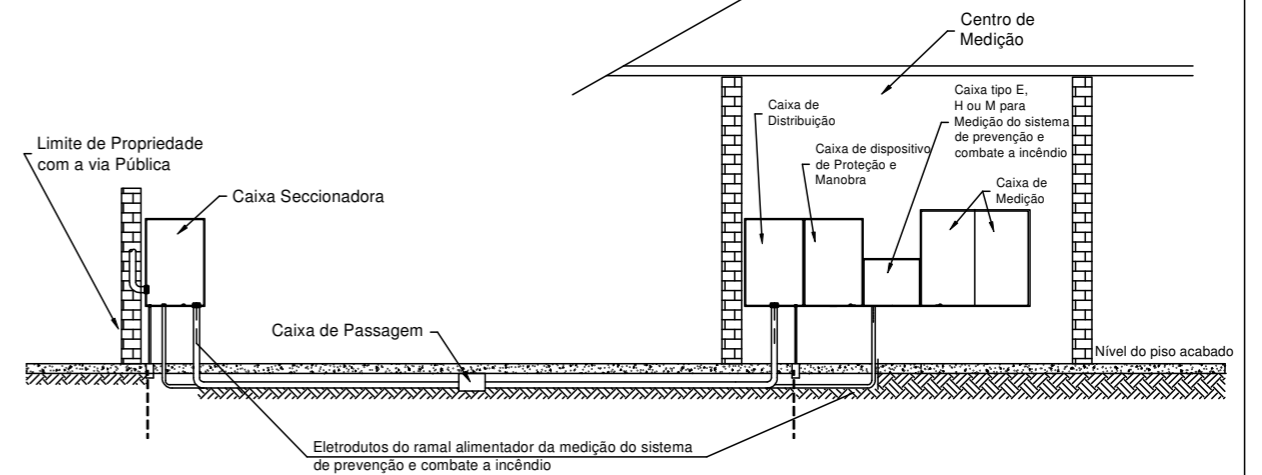 Centro de
Medição
Caixa tipo E,
H ou M para
Medição do sistema
de prevenção e
combate a incêndio
Caixa de
Distribuição
Caixa de dispositivo
de Proteção e
Manobra
Caixa de
Medição
Limite de Propriedade
com a via Pública
Caixa Seccionadora
Caixa de Passagem
Nível do piso acabado
Eletrodutos do ramal alimentador da medição do sistema
de prevenção e combate a incêndio